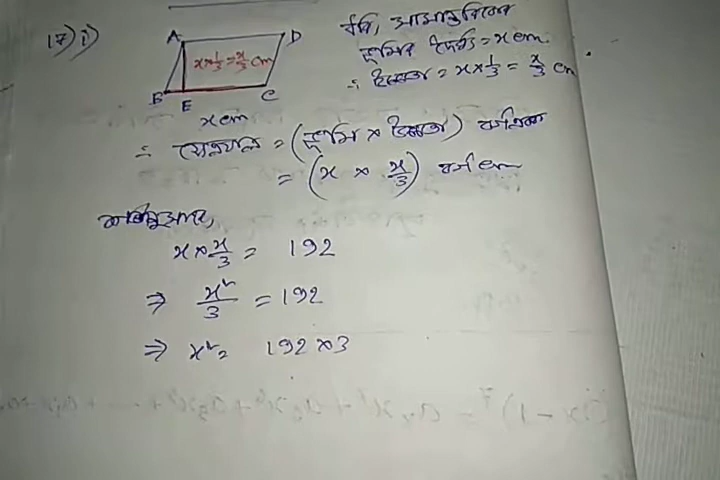 17) i)
A D
x × 1/3 = x/3 cm
B E C
x cm
ধরি, সামান্তরিকের
ভূমির দৈর্ঘ্য = x cm.
∴ উচ্চতা = x × 1/3 = x/3 cm
∴ ক্ষেত্রফল = (ভূমি × উচ্চতা) বর্গএকক
= (x × x/3) বর্গ cm
x × x/3 = 192
⇒ x²/3 = 192
⇒ x² = 192 × 3